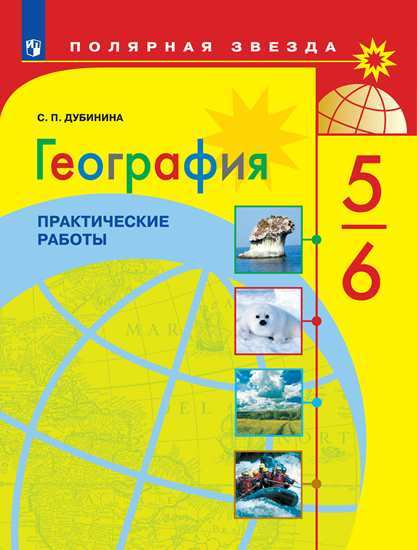 ПОЛЯРНАЯ ЗВЕЗДА
С. П. ДУБИНИНА
География
ПРАКТИЧЕСКИЕ
РАБОТЫ
5
6